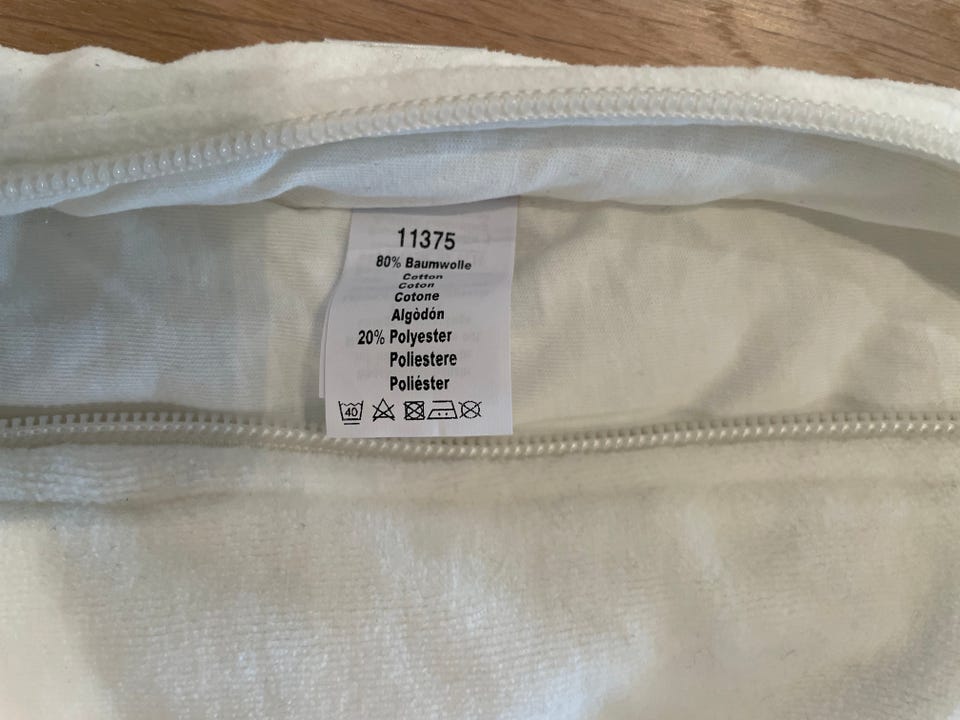 11375
80% Baumwolle
Cotton
Coton
Cotone
Algòdón
20% Polyester
Poliestere
Poliéster
40